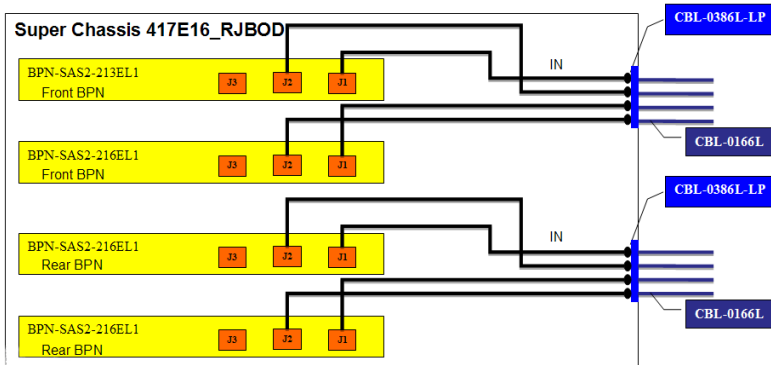 Super Chassis 417E16_RJBOD
CBL-0386L-LP
IN
BPN-SAS2-213EL1
Front BPN
J3 J2 J1
CBL-0166L
BPN-SAS2-216EL1
Front BPN
J3 J2 J1
CBL-0386L-LP
IN
BPN-SAS2-216EL1
Rear BPN
J3 J2 J1
CBL-0166L
BPN-SAS2-216EL1
Rear BPN
J3 J2 J1